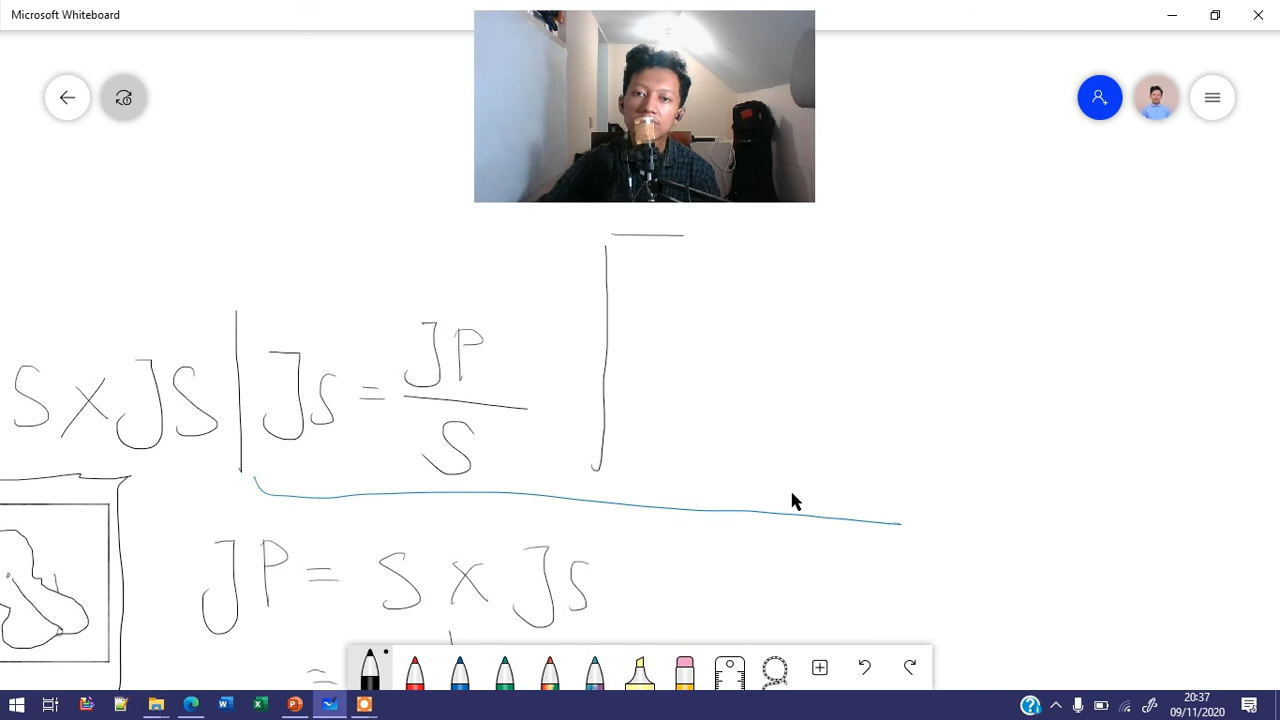 Microsoft Whiteboard
S x JS
Js = JP
S
J
JP = S x Js
=
20:37
09/11/2020